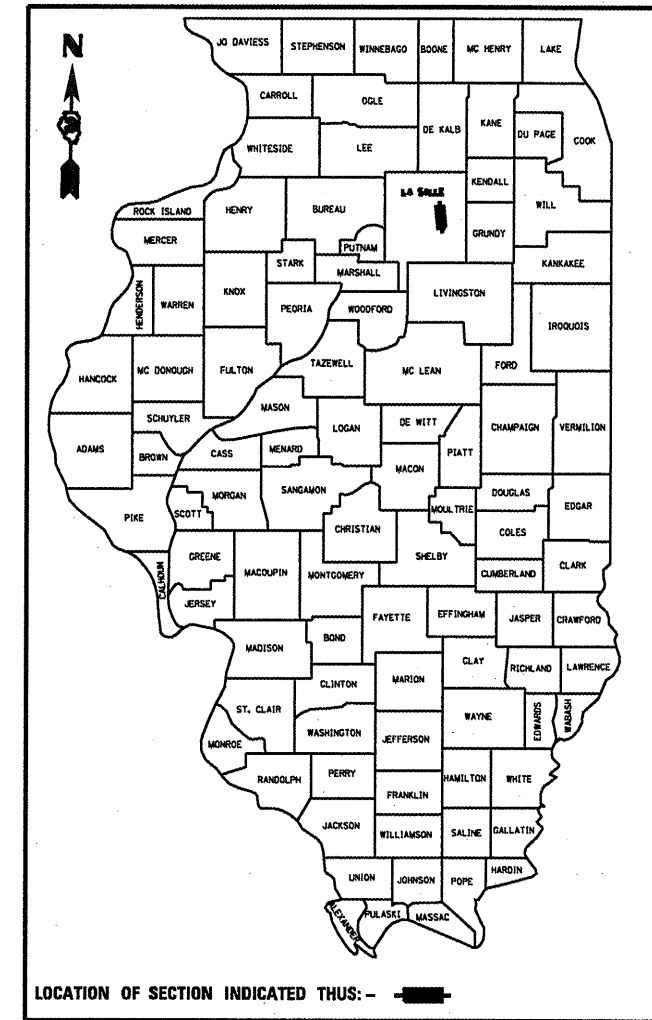 N
JO DAVIESS STEPHENSON WINNEBAGO BOONE MC HENRY LAKE
CARROLL OGLE DE KALB KANE DU PAGE COOK
WHITESIDE LEE
LA SALLE KENDALL WILL
ROCK ISLAND HENRY BUREAU GRUNDY
MERCER PUTNAM KANKAKEE
STARK MARSHALL
HENDERSON WARREN KNOX PEORIA WOODFORD LIVINGSTON IROQUOIS
HANCOCK MC DONOUGH FULTON TAZEWELL MC LEAN FORD
SCHUYLER MASON LOGAN DE WITT CHAMPAIGN VERMILION
ADAMS BROWN CASS MENARD MACON PIATT
PIKE SCOTT MORGAN SANGAMON MOULTRIE DOUGLAS EDGAR
CHRISTIAN COLES
CALHOUN GREENE MACOUPIN MONTGOMERY SHELBY CUMBERLAND CLARK
JERSEY
MADISON BOND FAYETTE EFFINGHAM JASPER CRAWFORD
CLINTON MARION CLAY RICHLAND LAWRENCE
ST. CLAIR WASHINGTON JEFFERSON WAYNE EDWARDS WABASH
MONROE
RANDOLPH PERRY FRANKLIN HAMILTON WHITE
JACKSON WILLIAMSON SALINE GALLATIN
UNION JOHNSON POPE HARDIN
ALEXANDER PULASKI MASSAC
LOCATION OF SECTION INDICATED THUS: -